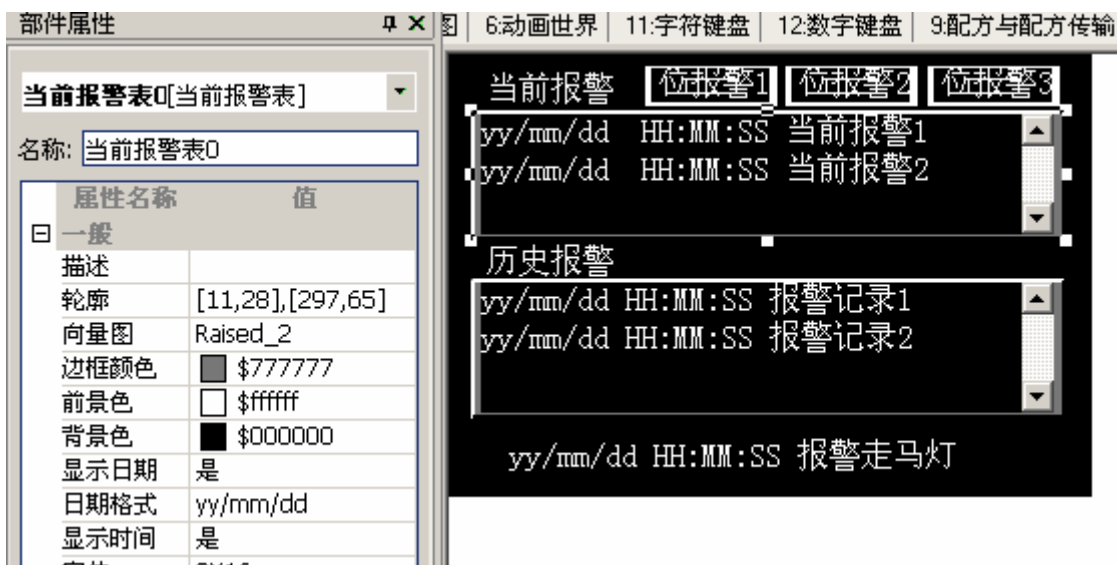 部件属性
图 6:动画世界 11:字符键盘 12:数字键盘 9:配方与配方传输
当前报警表0[当前报警表]
名称: 当前报警表0
属性名称 值
一般
描述
轮廓 [11,28],[297,65]
向量图 Raised_2
边框颜色 $777777
前景色 $ffffff
背景色 $000000
显示日期 是
日期格式 yy/mm/dd
显示时间 是
当前报警 位报警1 位报警2 位报警3
yy/mm/dd HH:MM:SS 当前报警1
yy/mm/dd HH:MM:SS 当前报警2
历史报警
yy/mm/dd HH:MM:SS 报警记录1
yy/mm/dd HH:MM:SS 报警记录2
yy/mm/dd HH:MM:SS 报警走马灯